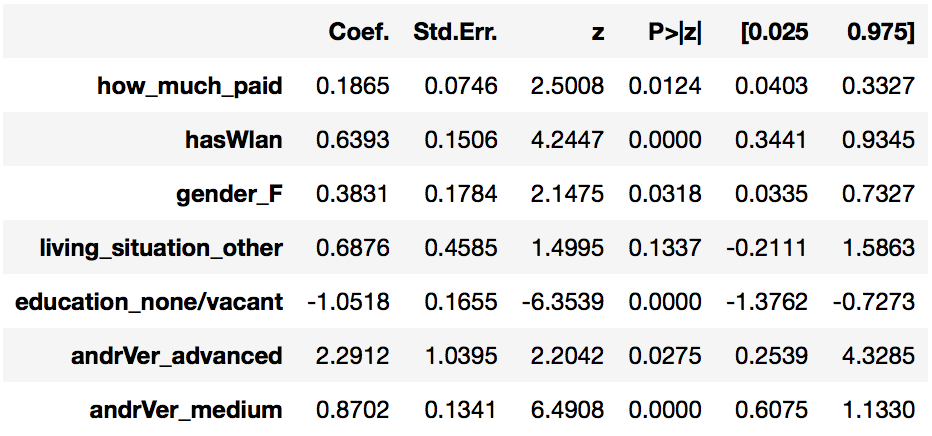 Coef. Std.Err. z P>|z| [0.025 0.975]
how_much_paid 0.1865 0.0746 2.5008 0.0124 0.0403 0.3327
hasWlan 0.6393 0.1506 4.2447 0.0000 0.3441 0.9345
gender_F 0.3831 0.1784 2.1475 0.0318 0.0335 0.7327
living_situation_other 0.6876 0.4585 1.4995 0.1337 -0.2111 1.5863
education_none/vacant -1.0518 0.1655 -6.3539 0.0000 -1.3762 -0.7273
andrVer_advanced 2.2912 1.0395 2.2042 0.0275 0.2539 4.3285
andrVer_medium 0.8702 0.1341 6.4908 0.0000 0.6075 1.1330